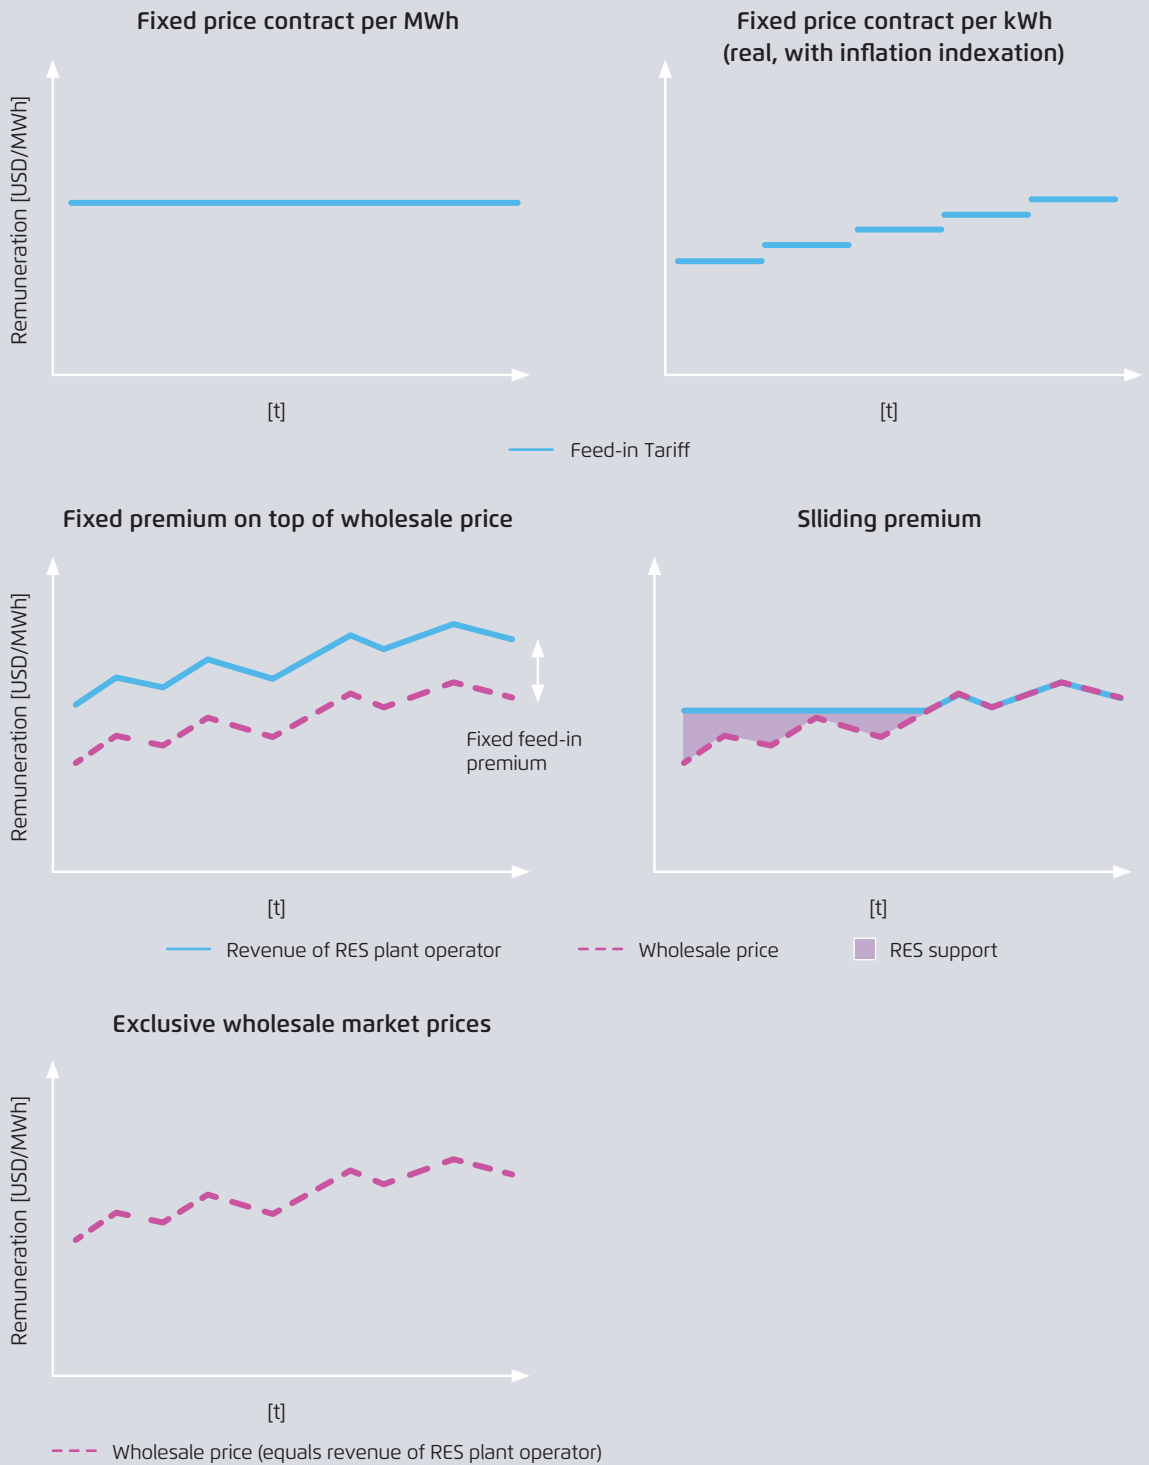 Fixed price contract per MWh
Fixed price contract per kWh
(real, with inflation indexation)
Remuneration [USD/MWh]
[t]
[t]
Feed-in Tariff
Fixed premium on top of wholesale price
Sllidíng premium
Remuneration [USD/MWh]
Fixed feed-in
premium
[t]
[t]
Revenue of RES plant operator
Wholesale price
RES support
Exclusive wholesale market prices
Remuneration [USD/MWh]
[t]
Wholesale price (equals revenue of RES plant operator)